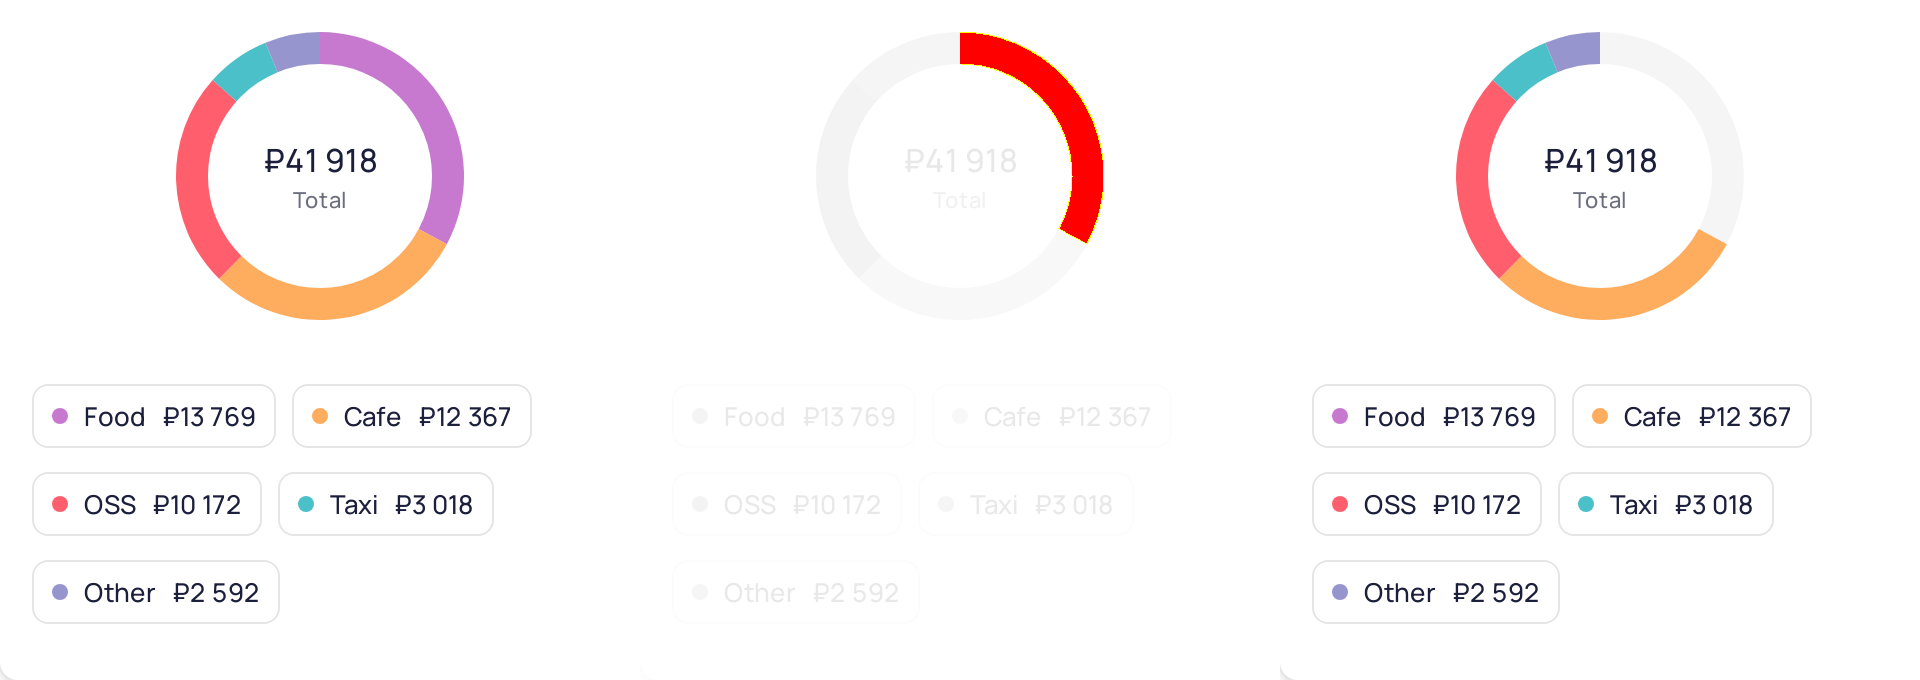 ₽41 918
Total
Food ₽13 769
Cafe ₽12 367
OSS ₽10 172
Taxi ₽3 018
Other ₽2 592
₽41 918
Total
Food ₽13 769
Cafe ₽12 367
OSS ₽10 172
Taxi ₽3 018
Other ₽2 592
₽41 918
Total
Food ₽13 769
Cafe ₽12 367
OSS ₽10 172
Taxi ₽3 018
Other ₽2 592